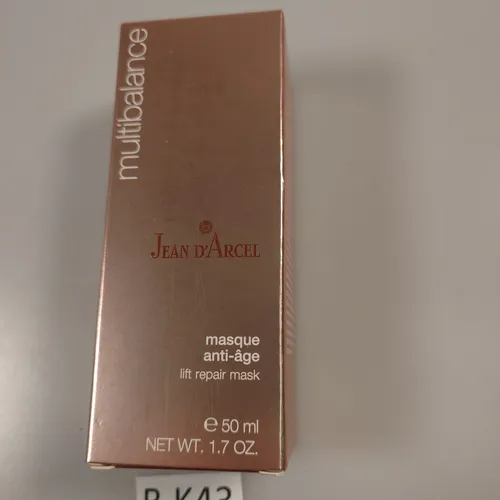 multibalance
JEAN D'ARCEL
masque
anti-âge
lift repair mask
℮ 50 ml
NET WT. 1.7 OZ.